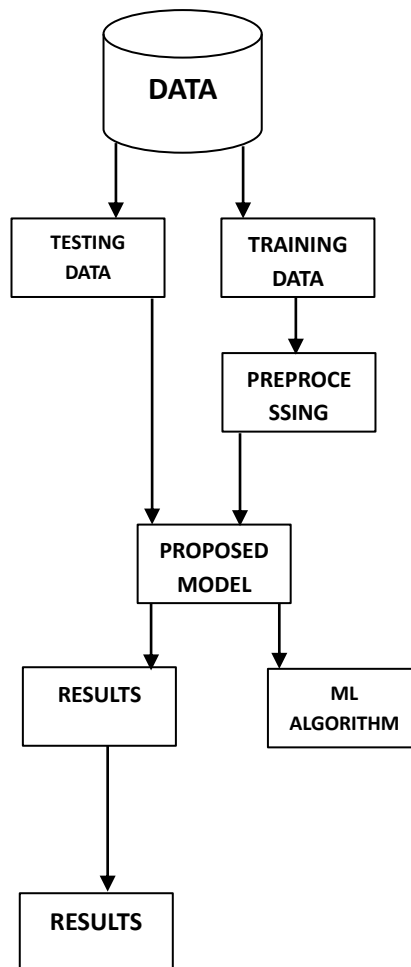 DATA
TESTING
DATA
TRAINING
DATA
PREPROCE
SSING
PROPOSED
MODEL
RESULTS
ML
ALGORITHM
RESULTS